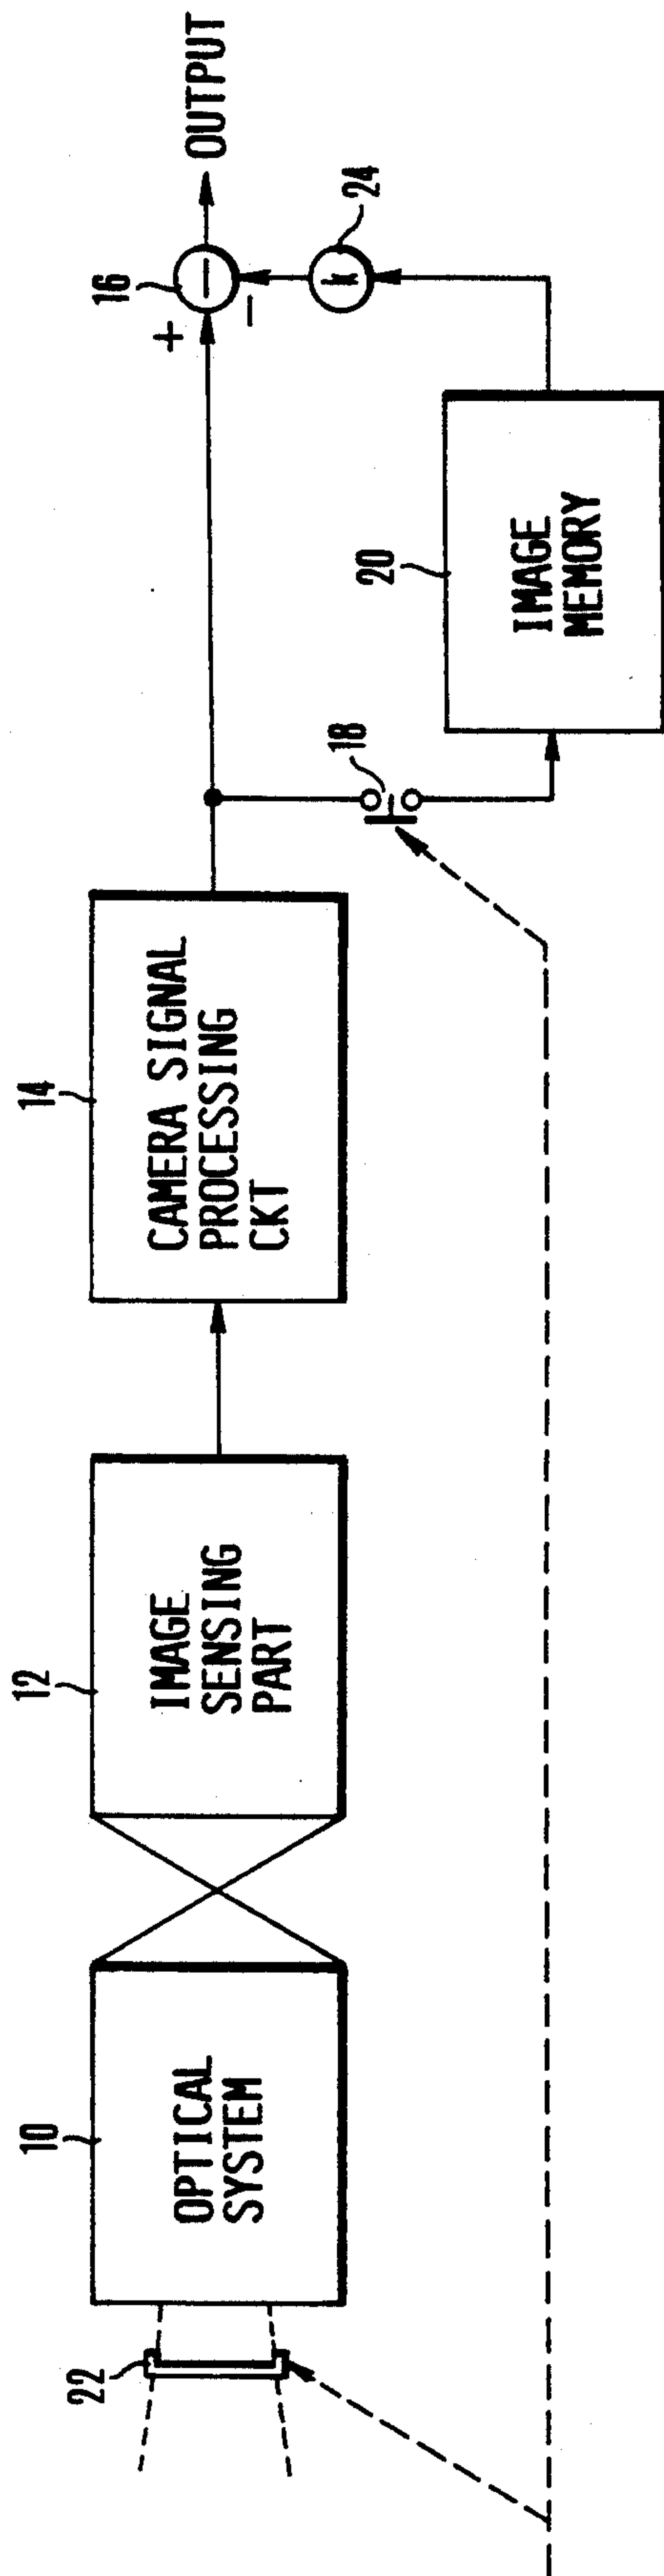 22
10
OPTICAL
SYSTEM
12
IMAGE
SENSING
PART
14
CAMERA SIGNAL
PROCESSING
CKT
18
20
IMAGE
MEMORY
16
+
−
−
k
24
OUTPUT